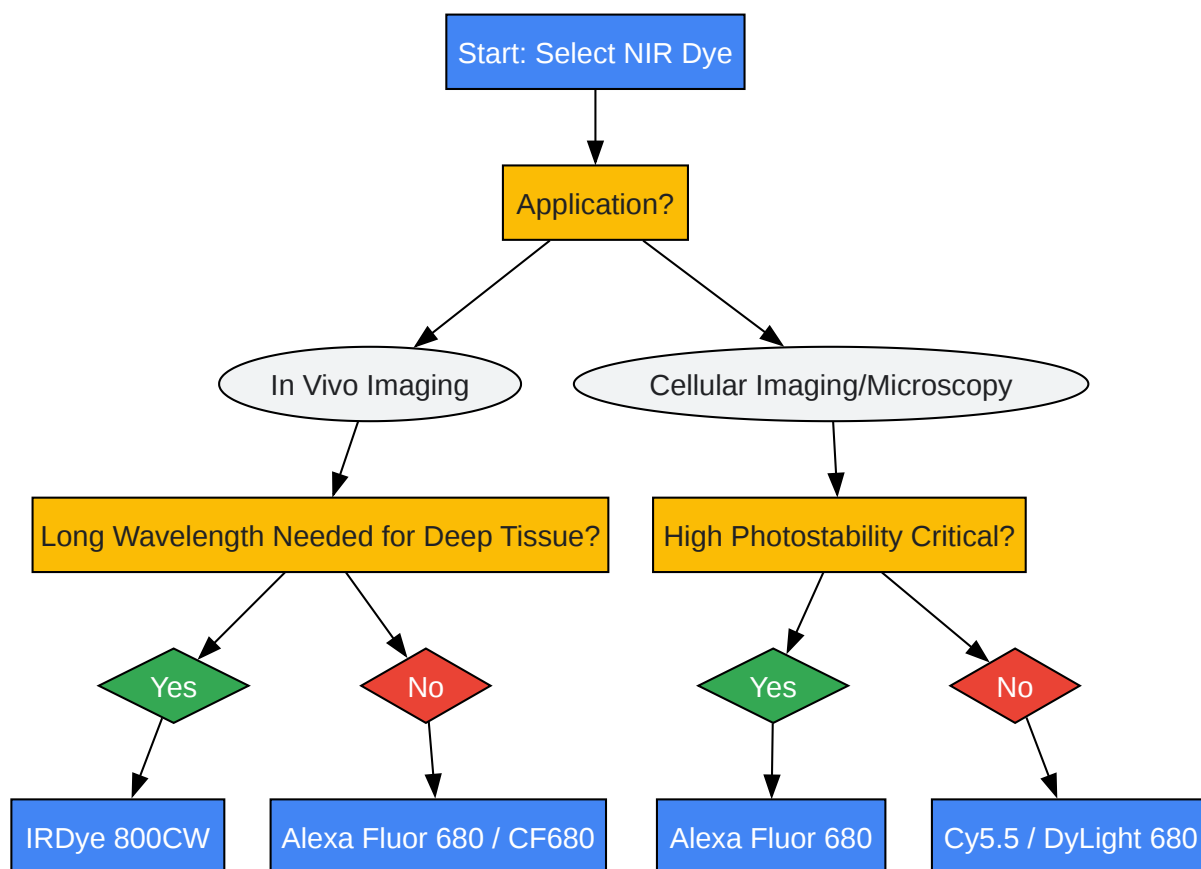 Start: Select NIR Dye
Application?
In Vivo Imaging
Cellular Imaging/Microscopy
Long Wavelength Needed for Deep Tissue?
High Photostability Critical?
Yes
No
Yes
No
IRDye 800CW
Alexa Fluor 680 / CF680
Alexa Fluor 680
Cy5.5 / DyLight 680